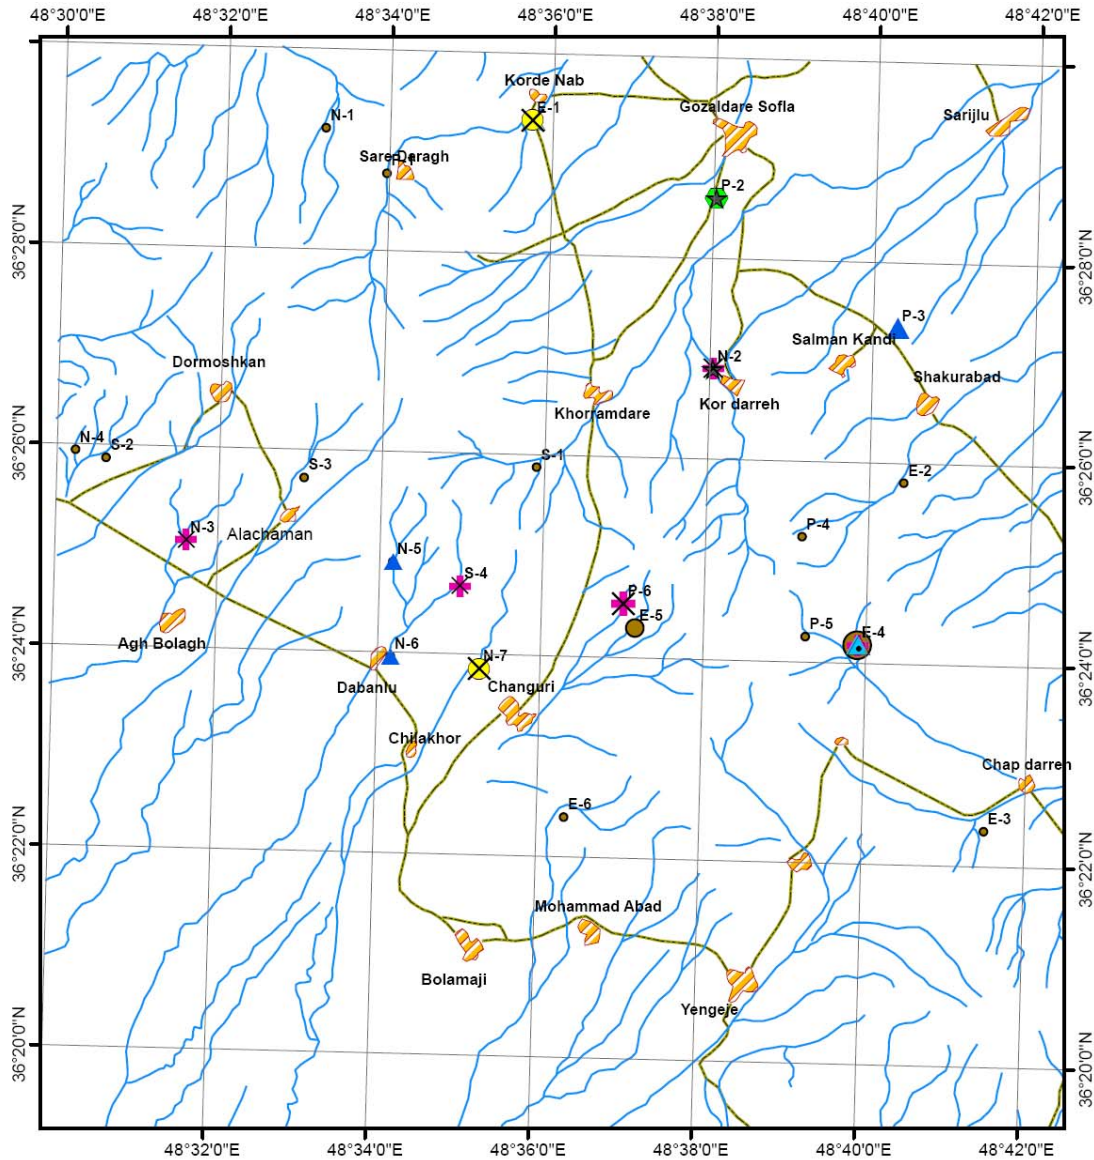 48°30'0"E 48°32'0"E 48°34'0"E 48°36'0"E 48°38'0"E 48°40'0"E 48°42'0"E
Korde Nab
E-1
Gozaldare Sofla
Sarijlu
N-1
Sare Daragh
P-2
36°28'0"N
36°28'0"N
P-3
Salman Kandi
N-2
Dormoshkan
Shakurabad
Kor darreh
Khorramdare
36°26'0"N
N-4
S-2
S-1
S-3
36°26'0"N
E-2
N-3
P-4
Alachaman
N-5
S-4
P-6
E-5
P-5
E-4
Agh Bolagh
36°24'0"N
N-6
N-7
36°24'0"N
Dabanlu
Changuri
Chilakhor
Chap darreh
E-6
E-3
36°22'0"N
36°22'0"N
Mohammad Abad
Bolamaji
Yengeje
36°20'0"N
36°20'0"N
48°32'0"E 48°34'0"E 48°36'0"E 48°38'0"E 48°40'0"E 48°42'0"E